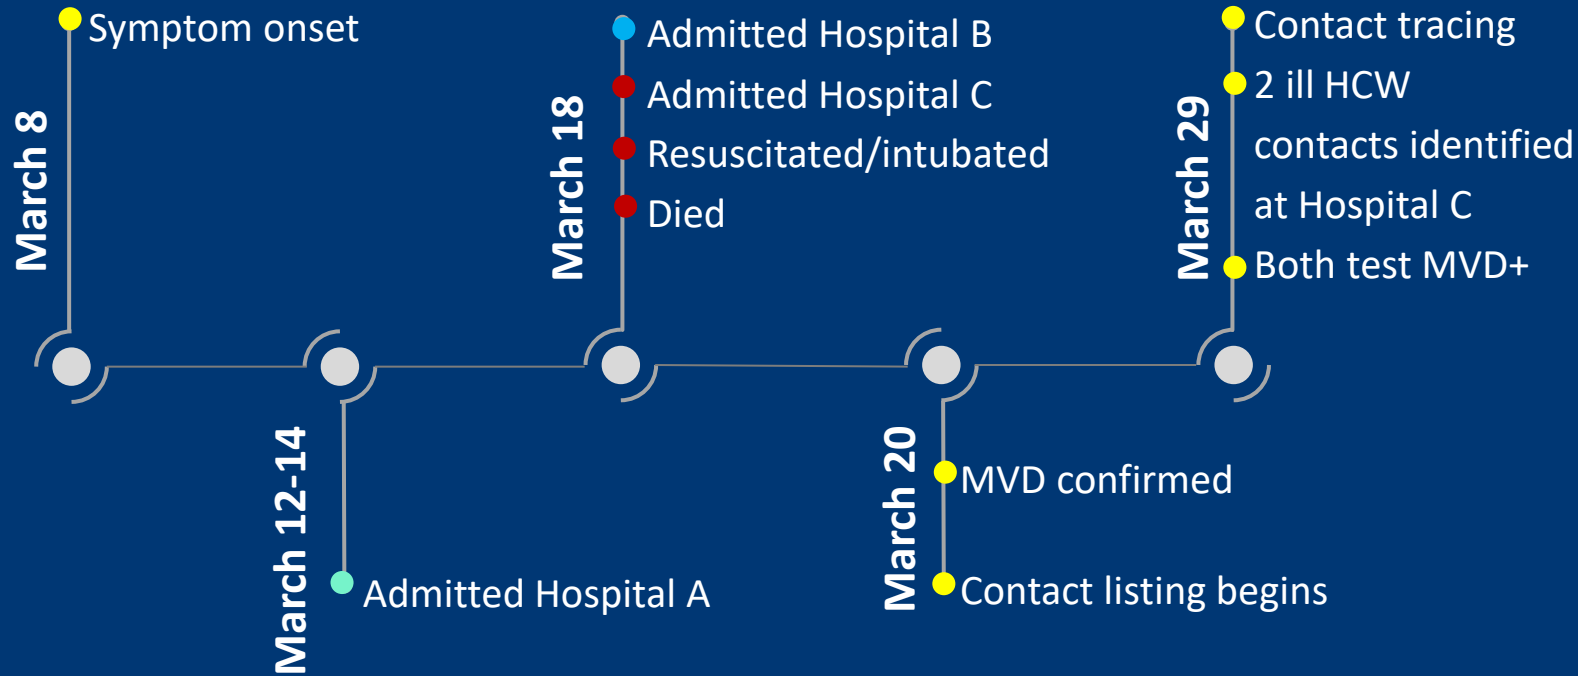 March 8
Symptom onset
March 12-14
Admitted Hospital A
March 18
Admitted Hospital B
Admitted Hospital C
Resuscitated/intubated
Died
March 20
MVD confirmed
Contact listing begins
March 29
Contact tracing
2 ill HCW
contacts identified
at Hospital C
Both test MVD+